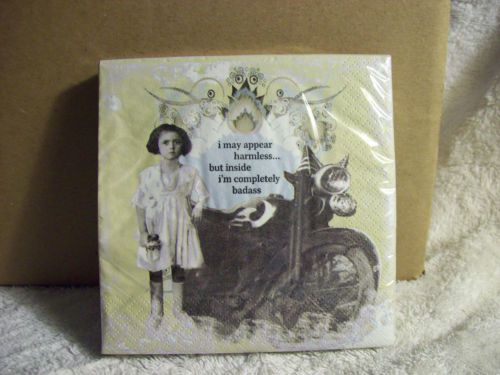 i may appear
harmless...
but inside
i'm completely
badass